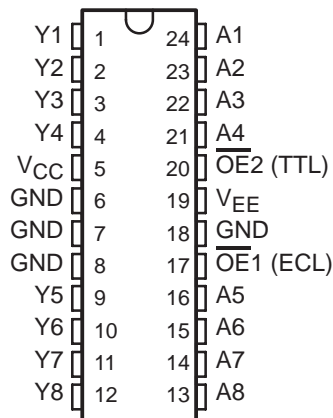 Y1 1 24 A1
Y2 2 23 A2
Y3 3 22 A3
Y4 4 21 A4
VCC 5 20 OE2 (TTL)
GND 6 19 VEE
GND 7 18 GND
GND 8 17 OE1 (ECL)
Y5 9 16 A5
Y6 10 15 A6
Y7 11 14 A7
Y8 12 13 A8